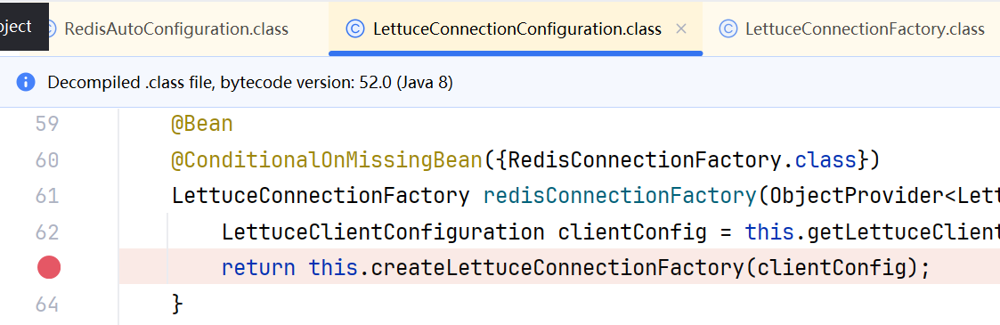 oject
RedisAutoConfiguration.class
LettuceConnectionConfiguration.class
LettuceConnectionFactory.class
Decompiled .class file, bytecode version: 52.0 (Java 8)
59 @Bean
60 @ConditionalOnMissingBean({RedisConnectionFactory.class})
61 LettuceConnectionFactory redisConnectionFactory(ObjectProvider<Lett
62 LettuceClientConfiguration clientConfig = this.getLettuceClient
return this.createLettuceConnectionFactory(clientConfig);
64 }